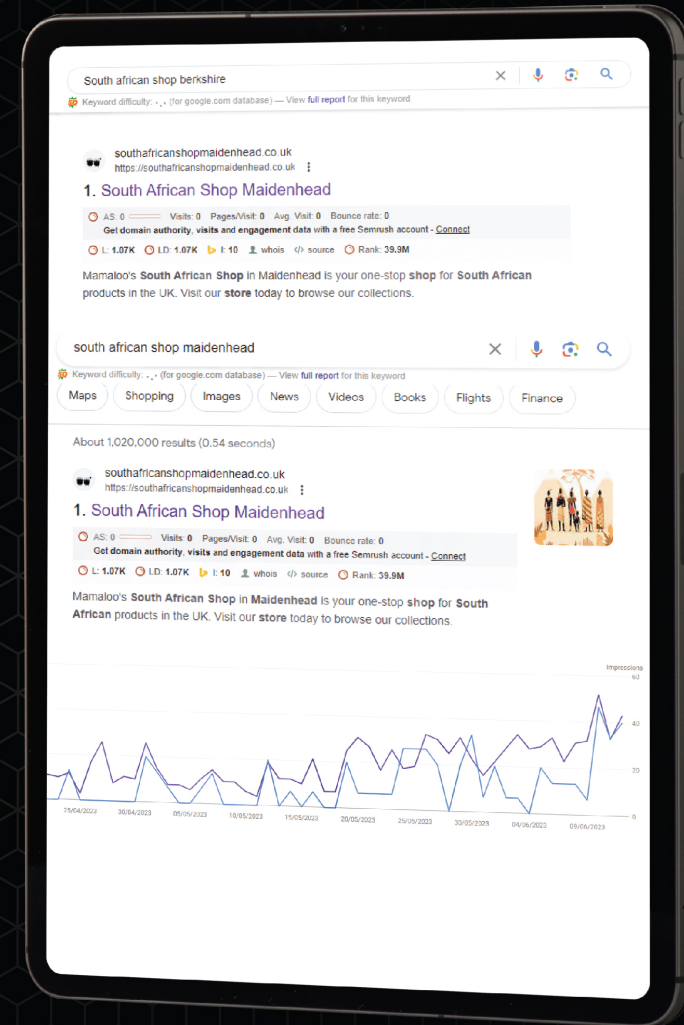 South african shop berkshire
Keyword difficulty: (for google.com database) — View full report for this keyword
southafricanshopmaidenhead.co.uk
https://southafricanshopmaidenhead.co.uk
1. South African Shop Maidenhead
AS: 0 Visits: 0 Pages/Visit: 0 Avg. Visit: 0 Bounce rate: 0
Get domain authority, visits and engagement data with a free Semrush account - Connect
L: 1.07K LD: 1.07K I: 10 whois </> source Rank: 39.9M
Mamaloo's South African Shop in Maidenhead is your one-stop shop for South African
products in the UK. Visit our store today to browse our collections.
south african shop maidenhead
Keyword difficulty: (for google.com database) — View full report for this keyword
Maps Shopping Images News Videos Books Flights Finance
About 1,020,000 results (0.54 seconds)
southafricanshopmaidenhead.co.uk
https://southafricanshopmaidenhead.co.uk
1. South African Shop Maidenhead
AS: 0 Visits: 0 Pages/Visit: 0 Avg. Visit: 0 Bounce rate: 0
Get domain authority, visits and engagement data with a free Semrush account - Connect
L: 1.07K LD: 1.07K I: 10 whois </> source Rank: 39.9M
Mamaloo's South African Shop in Maidenhead is your one-stop shop for South
African products in the UK. Visit our store today to browse our collections.
Impressions
60
40
20
0
25/04/2023 30/04/2023 05/05/2023 10/05/2023 15/05/2023 20/05/2023 25/05/2023 30/05/2023 04/06/2023 09/06/2023